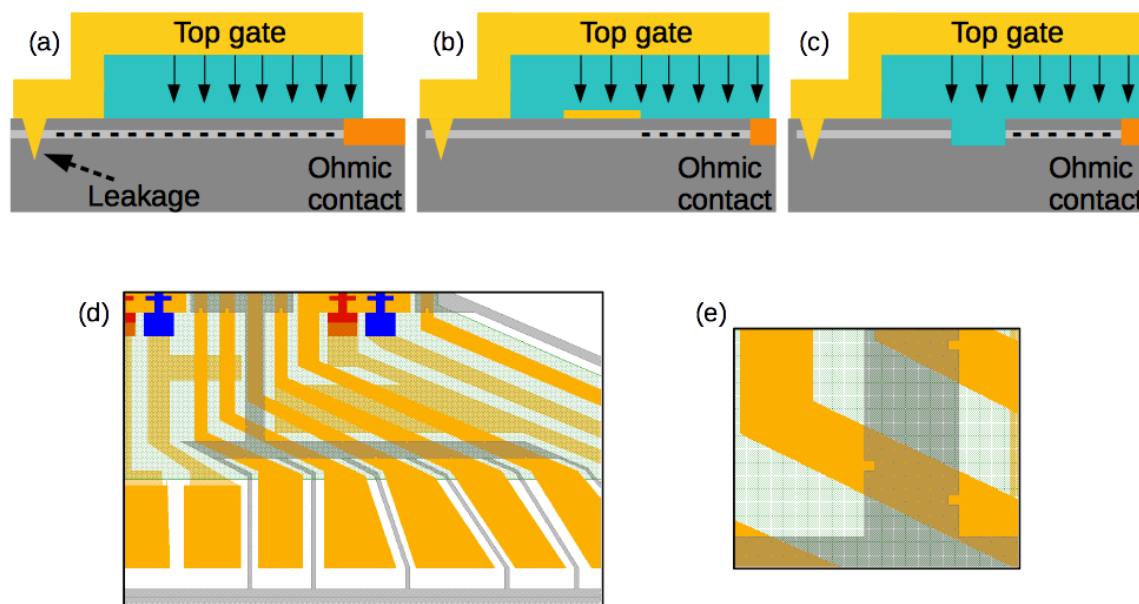 (a)
Top gate
Leakage
Ohmic
contact
(b)
Top gate
Ohmic
contact
(c)
Top gate
Ohmic
contact
(d)
(e)